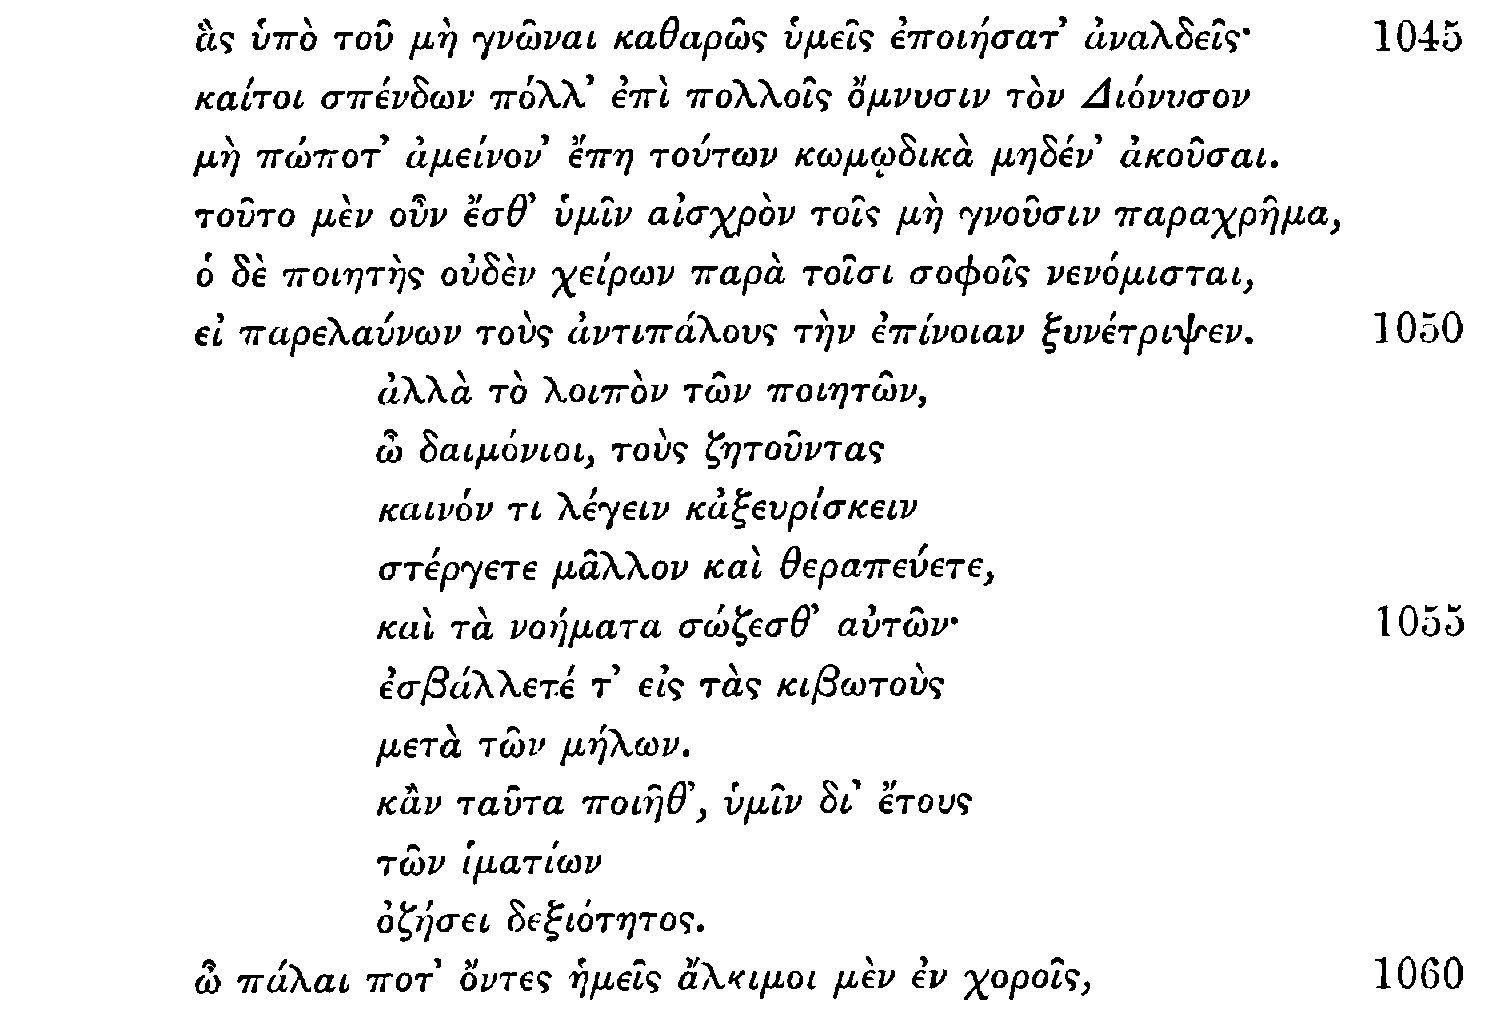 ἃς ὑπὸ τοῦ μὴ γνῶναι καθαρῶς ὑμεῖς ἐποιήσατ’ ἀναλδεῖς· 1045
καίτοι σπένδων πόλλ’ ἐπὶ πολλοῖς ὄμνυσιν τὸν Διόνυσον
μὴ πώποτ’ ἀμείνον’ ἔπη τούτων κωμῳδικὰ μηδέν’ ἀκοῦσαι.
τοῦτο μὲν οὖν ἔσθ’ ὑμῖν αἰσχρὸν τοῖς μὴ γνοῦσιν παραχρῆμα,
ὁ δὲ ποιητὴς οὐδὲν χείρων παρὰ τοῖσι σοφοῖς νενόμισται,
εἰ παρελαύνων τοὺς ἀντιπάλους τὴν ἐπίνοιαν ξυνέτριψεν. 1050
ἀλλὰ τὸ λοιπὸν τῶν ποιητῶν,
ὦ δαιμόνιοι, τοὺς ζητοῦντας
καινόν τι λέγειν κἀξευρίσκειν
στέργετε μᾶλλον καὶ θεραπεύετε,
καὶ τὰ νοήματα σώζεσθ’ αὐτῶν· 1055
ἐσβάλλετέ τ’ εἰς τὰς κιβωτοὺς
μετὰ τῶν μήλων.
κἂν ταῦτα ποιῆθ’, ὑμῖν δι’ ἔτους
τῶν ἱματίων
ὀζήσει δεξιότητος.
ὦ πάλαι ποτ’ ὄντες ἡμεῖς ἄλκιμοι μὲν ἐν χοροῖς, 1060